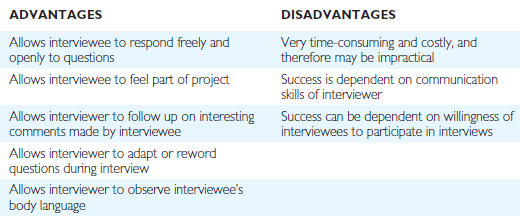 ADVANTAGES DISADVANTAGES
Allows interviewee to respond freely and Very time-consuming and costly, and
openly to questions therefore may be impractical
Allows interviewee to feel part of project Success is dependent on communication
skills of interviewer
Allows interviewer to follow up on interesting Success can be dependent on willingness of
comments made by interviewee interviewees to participate in interviews
Allows interviewer to adapt or reword
questions during interview
Allows interviewer to observe interviewee's
body language